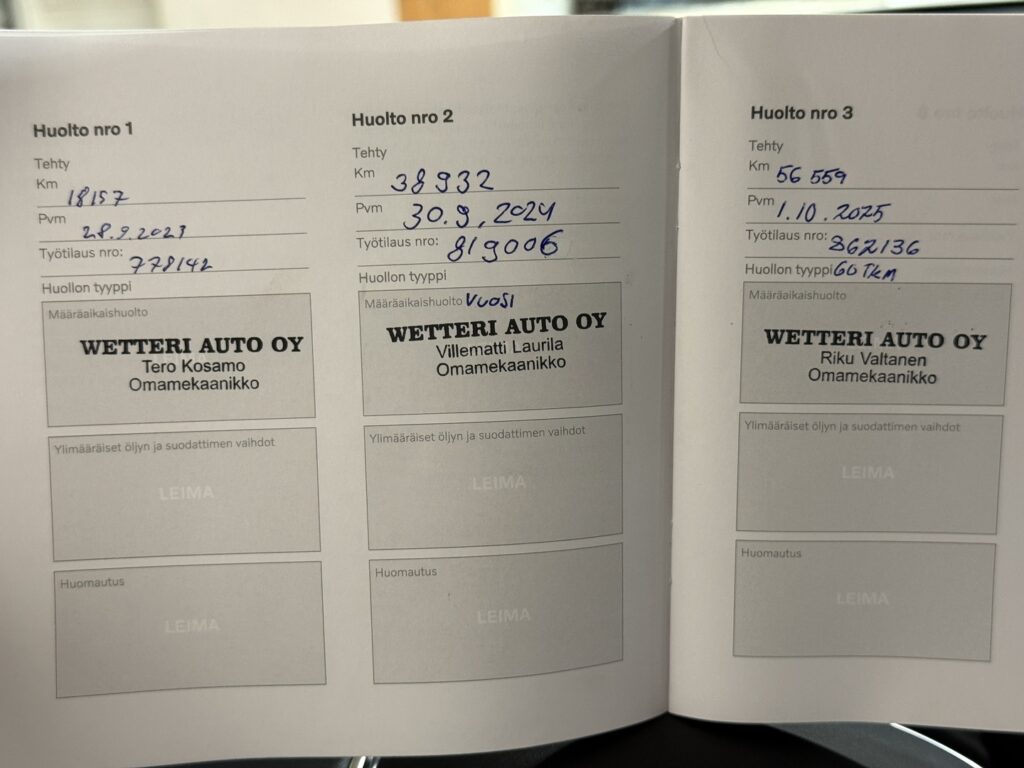 Huolto nro 1
Tehty
Km 18157
Pvm 28.9.2023
Työtilaus nro: 778142
Huollon tyyppi
Määräaikaishuolto
WETTERI AUTO OY
Tero Kosamo
Omamekaanikko
Ylimääräiset öljyn ja suodattimen vaihdot
LEIMA
Huomautus
LEIMA
Huolto nro 2
Tehty
Km 38932
Pvm 30.9.2024
Työtilaus nro: 819006
Huollon tyyppi
Määräaikaishuolto VUOSI
WETTERI AUTO OY
Villematti Laurila
Omamekaanikko
Ylimääräiset öljyn ja suodattimen vaihdot
LEIMA
Huomautus
LEIMA
Huolto nro 3
Tehty
Km 56 559
Pvm 1.10.2025
Työtilaus nro: 862136
Huollon tyyppi 60 Tkm
Määräaikaishuolto
WETTERI AUTO OY
Riku Valtanen
Omamekaanikko
Ylimääräiset öljyn ja suodattimen vaihdot
LEIMA
Huomautus
LEIMA